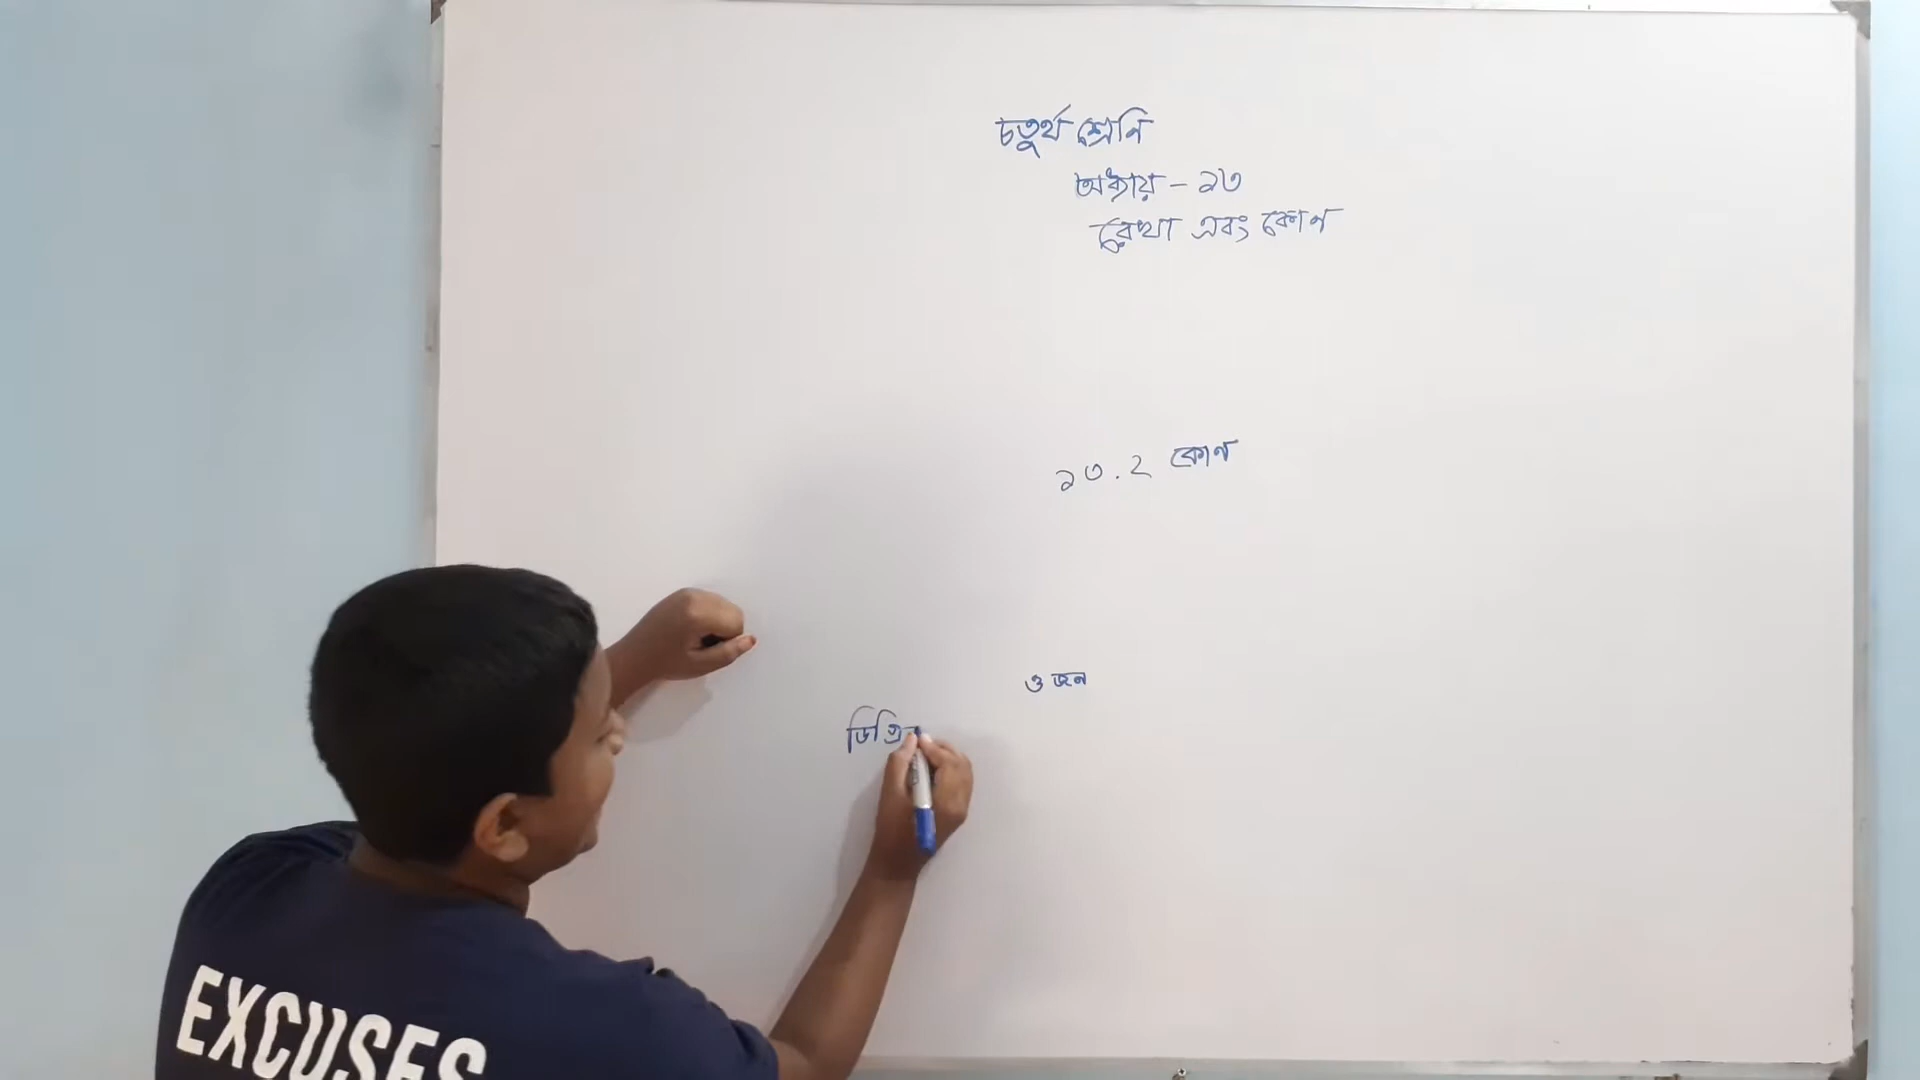 চতুর্থ শ্রেনি
অধ্যায় - ১৩
রেখা এবং কোণ
১৩.২ কোণ
৩ জন
EXCUSES